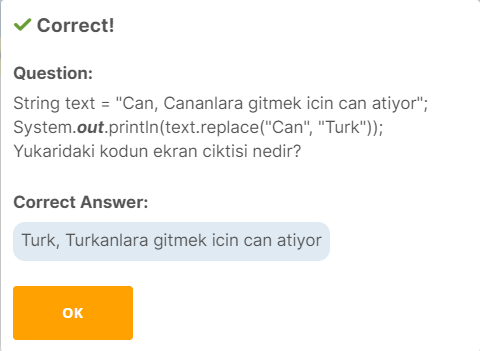 Correct!
Question:
String text = "Can, Cananlara gitmek icin can atiyor";
System.out.println(text.replace("Can", "Turk"));
Yukaridaki kodun ekran ciktisi nedir?
Correct Answer:
Turk, Turkanlara gitmek icin can atiyor
OK